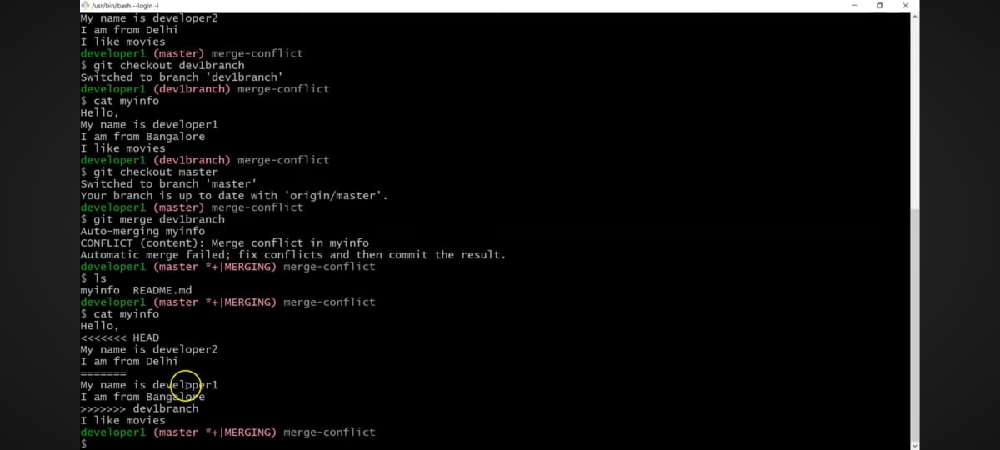 /usr/bin/bash --login -i
My name is developer2
I am from Delhi
I like movies
developer1 (master) merge-conflict
$ git checkout dev1branch
Switched to branch 'dev1branch'
developer1 (dev1branch) merge-conflict
$ cat myinfo
Hello,
My name is developer1
I am from Bangalore
I like movies
developer1 (dev1branch) merge-conflict
$ git checkout master
Switched to branch 'master'
Your branch is up to date with 'origin/master'.
developer1 (master) merge-conflict
$ git merge dev1branch
Auto-merging myinfo
CONFLICT (content): Merge conflict in myinfo
Automatic merge failed; fix conflicts and then commit the result.
developer1 (master *+|MERGING) merge-conflict
$ ls
myinfo  README.md
developer1 (master *+|MERGING) merge-conflict
$ cat myinfo
Hello,
<<<<<<< HEAD
My name is developer2
I am from Delhi
=======
My name is developer1
I am from Bangalore
>>>>>>> dev1branch
I like movies
developer1 (master *+|MERGING) merge-conflict
$